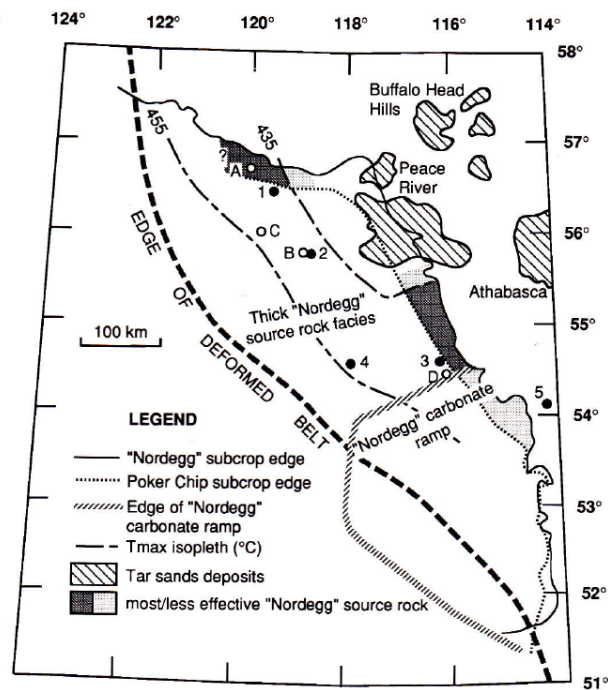 124° 122° 120° 118° 116° 114°
58°
57°
56°
55°
54°
53°
52°
51°
Buffalo Head
Hills
455
435
?
A
1
Peace
River
C
B 2
Athabasca
EDGE OF DEFORMED BELT
Thick "Nordegg"
source rock facies
100 km
4
3
D
5
"Nordegg" carbonate
ramp
LEGEND
"Nordegg" subcrop edge
Poker Chip subcrop edge
Edge of "Nordegg"
carbonate ramp
Tmax isopleth (°C)
Tar sands deposits
most/less effective "Nordegg" source rock